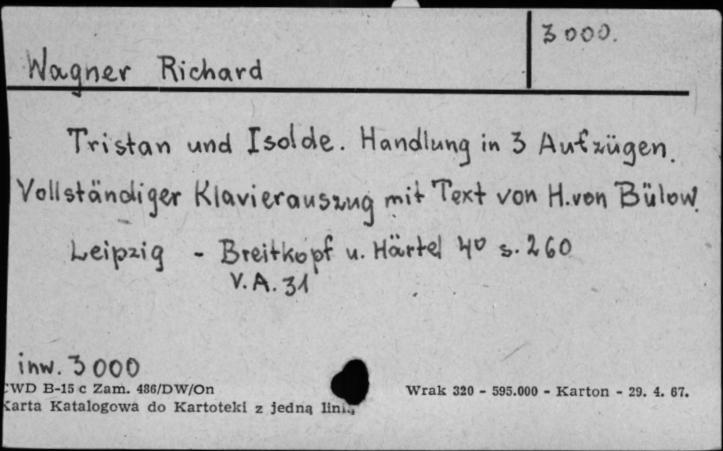 3000.
Wagner Richard
Tristan und Isolde. Handlung in 3 Aufzügen.
Vollständiger Klavierauszug mit Text von H. von Bülow.
Leipzig - Breitkopf u. Härtel 4º s. 260
V. A. 31
inw. 3000
CWD B-15 c Zam. 486/DW/On
Wrak 320 - 595.000 - Karton - 29. 4. 67.
Karta Katalogowa do Kartoteki z jedną linią